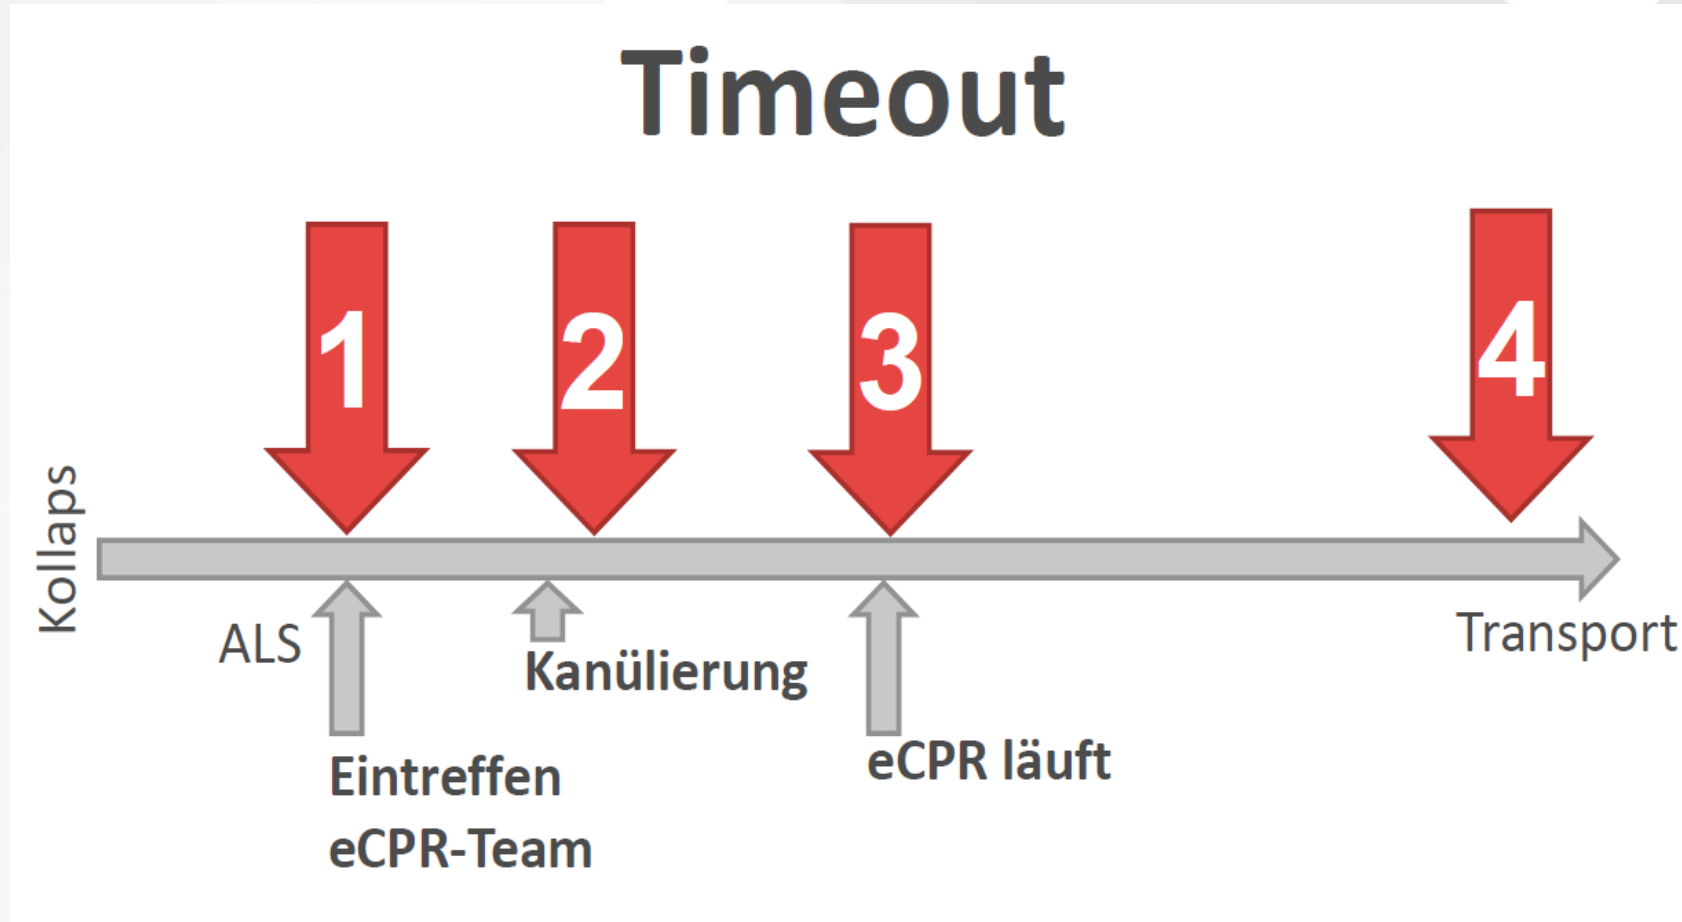 Timeout
1
2
3
4
Kollaps
ALS
Transport
Kanülierung
Eintreffen
eCPR-Team
eCPR läuft